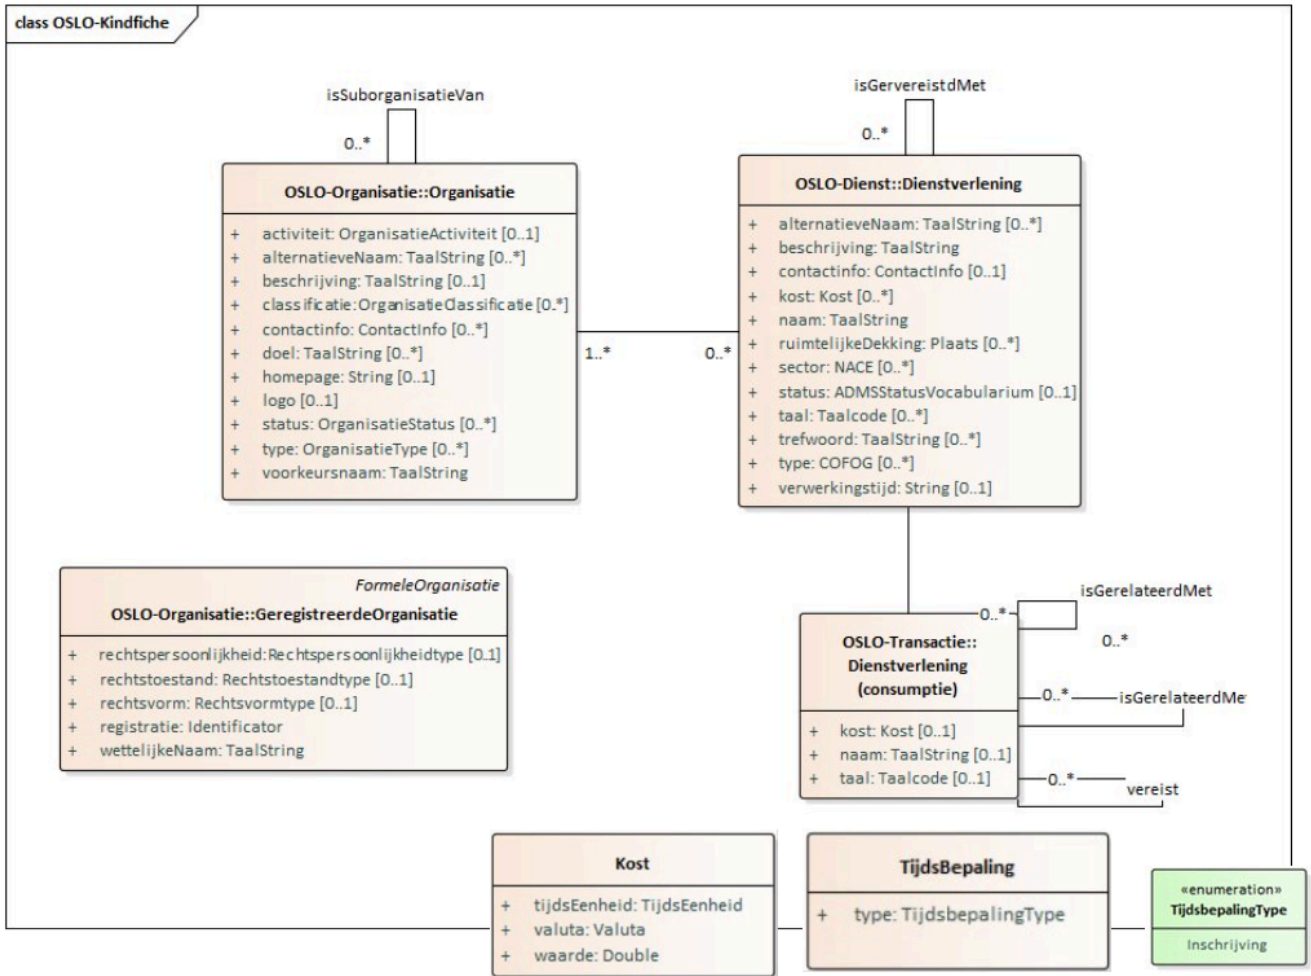 class OSLO-Kindfiche
isSuborganisatieVan
0..*
isGervereistdMet
0..*
OSLO-Organisatie::Organisatie
+ activiteit: OrganisatieActiviteit [0..1]
+ alternatieveNaam: TaalString [0..*]
+ beschrijving: TaalString [0..1]
+ classificatie:OrganisatieClassificatie [0..*]
+ contactinfo: ContactInfo [0..*]
+ doel: TaalString [0..*]
+ homepage: String [0..1]
+ logo [0..1]
+ status: OrganisatieStatus [0..*]
+ type: OrganisatieType [0..*]
+ voorkeursnaam: TaalString
1..*
0..*
OSLO-Dienst::Dienstverlening
+ alternatieveNaam: TaalString [0..*]
+ beschrijving: TaalString
+ contactinfo: ContactInfo [0..1]
+ kost: Kost [0..*]
+ naam: TaalString
+ ruimtelijkeDekking: Plaats [0..*]
+ sector: NACE [0..*]
+ status: ADMSStatusVocabularium [0..1]
+ taal: Taalcode [0..*]
+ trefwoord: TaalString [0..*]
+ type: COFOG [0..*]
+ verwerkingstijd: String [0..1]
FormeleOrganisatie
OSLO-Organisatie::GeregistreerdeOrganisatie
+ rechtspersoonlijkheid:Rechtspersoonlijkheidtype [0..1]
+ rechtstoestand: Rechtstoestandtype [0..1]
+ rechtsvorm: Rechtsvormtype [0..1]
+ registratie: Identificator
+ wettelijkeNaam: TaalString
OSLO-Transactie::
Dienstverlening
(consumptie)
+ kost: Kost [0..1]
+ naam: TaalString [0..1]
+ taal: Taalcode [0..1]
isGerelateerdMet
0..*
0..*
0..*
isGerelateerdMe
0..*
vereist
Kost
+ tijdsEenheid: TijdsEenheid
+ valuta: Valuta
+ waarde: Double
TijdsBepaling
+ type: TijdsbepalingType
«enumeration»
TijdsbepalingType
Inschrijving